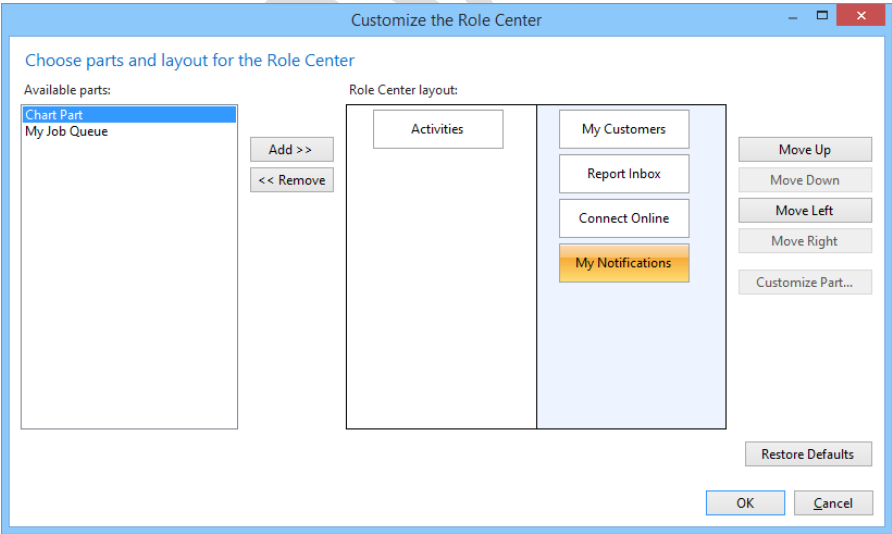 Customize the Role Center
Choose parts and layout for the Role Center
Available parts:
Chart Part
My Job Queue
Add >>
<< Remove
Role Center layout:
Activities
My Customers
Report Inbox
Connect Online
My Notifications
Move Up
Move Down
Move Left
Move Right
Customize Part...
Restore Defaults
OK
Cancel